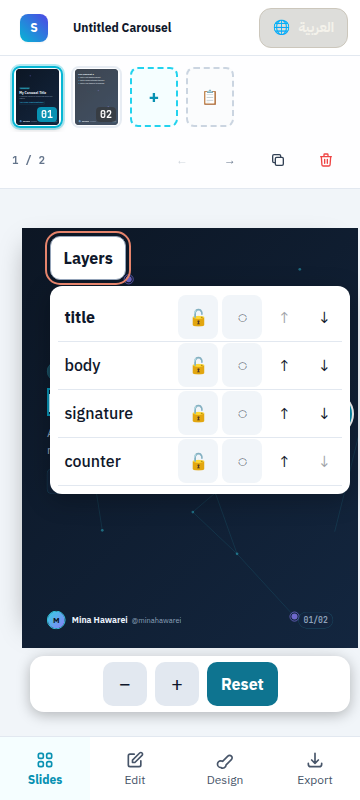 S
Untitled Carousel
العربية
My Carousel Title
01
02
+
1 / 2
← →
Layers
title ↑ ↓
body ↑ ↓
signature ↑ ↓
counter ↑ ↓
M
Mina Hawarei @minahawarei
01/02
− + Reset
Slides Edit Design Export